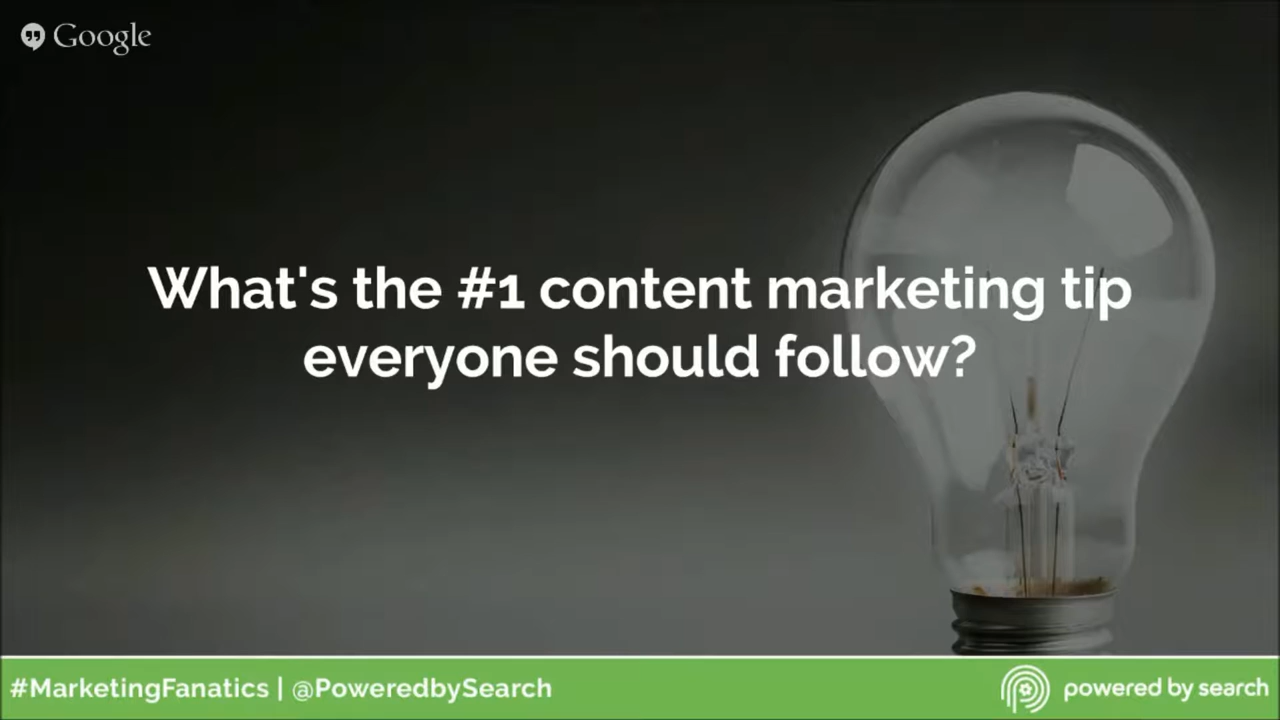 Google
What's the #1 content marketing tip
everyone should follow?
#MarketingFanatics | @PoweredbySearch
powered by search